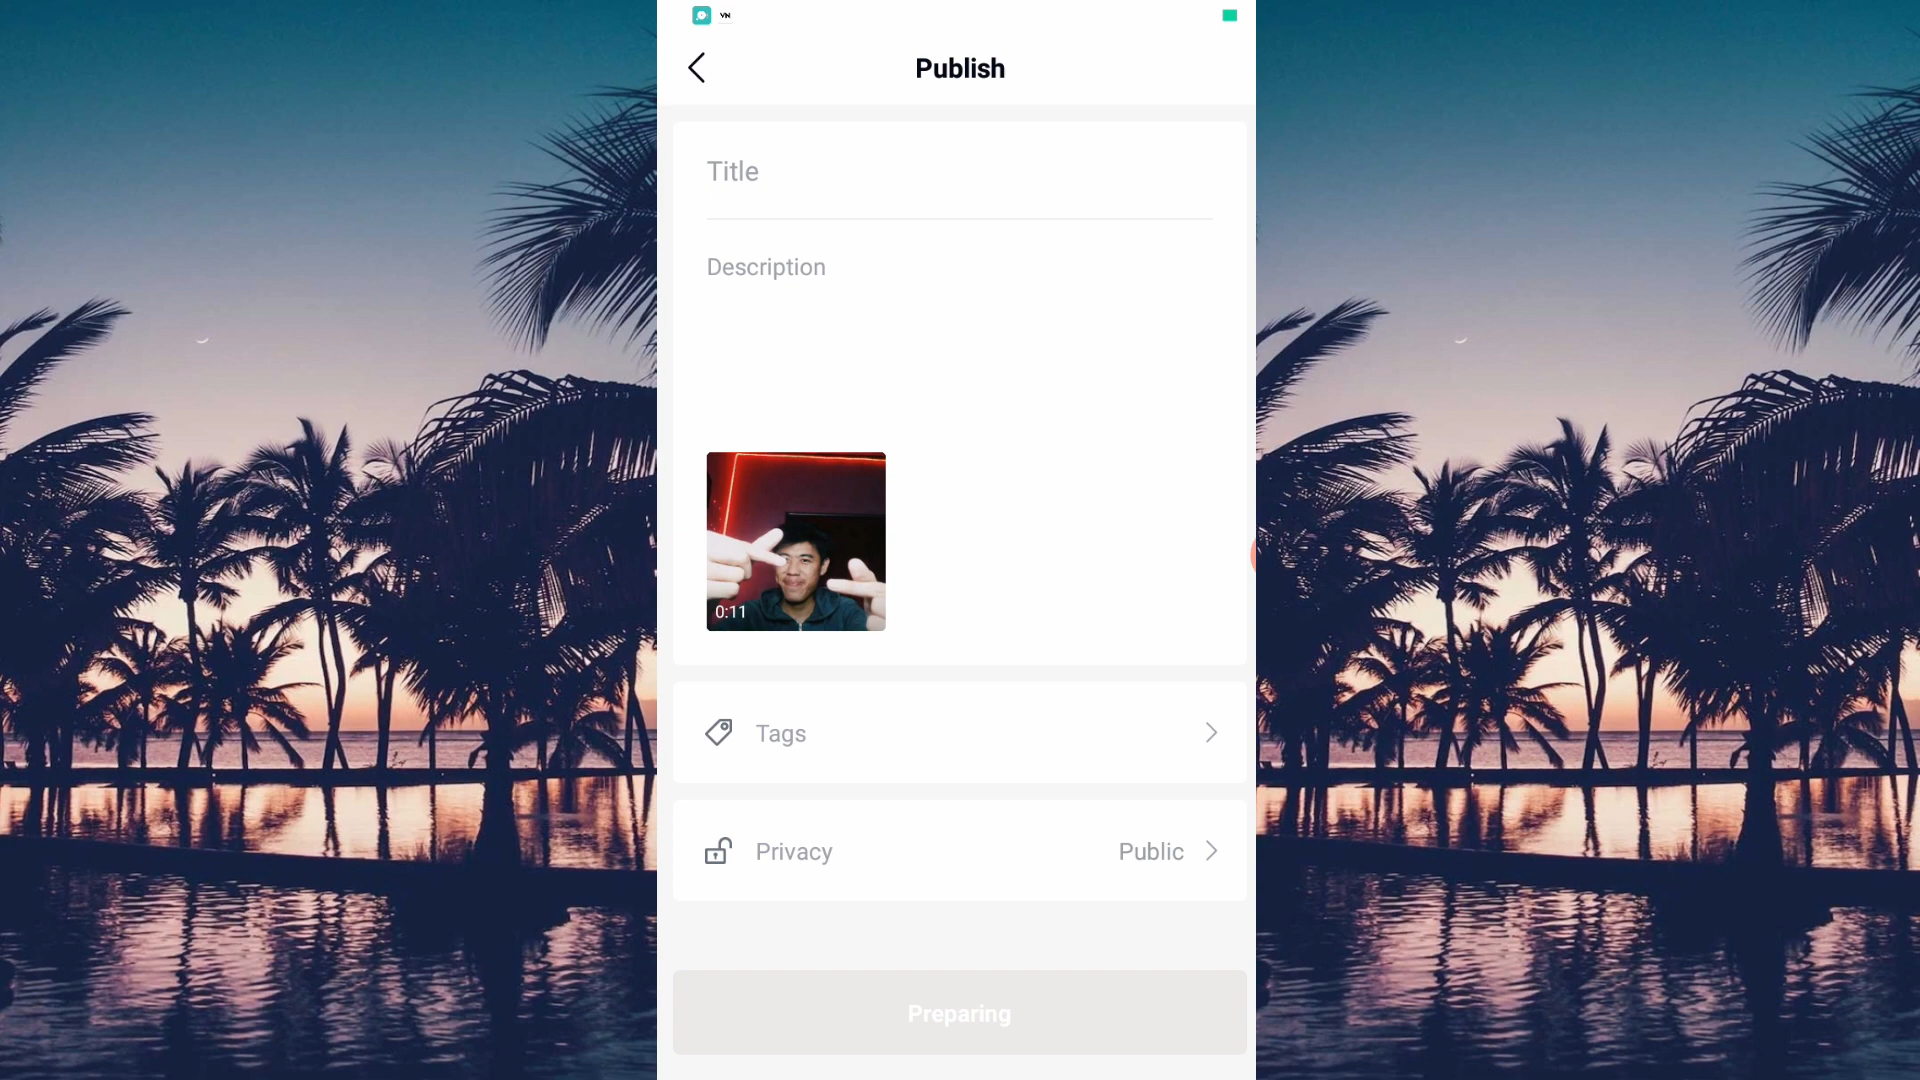 VN
Publish
Title
Description
0:11
Tags
Privacy
Public
Preparing